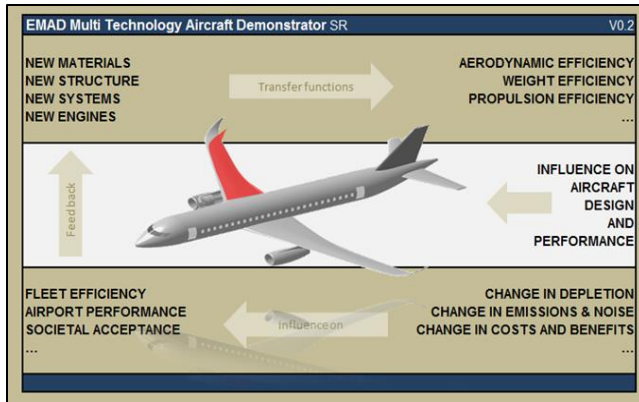 EMAD Multi Technology Aircraft Demonstrator SR V0.2
NEW MATERIALS
NEW STRUCTURE
NEW SYSTEMS
NEW ENGINES
Transfer functions
AERODYNAMIC EFFICIENCY
WEIGHT EFFICIENCY
PROPULSION EFFICIENCY
...
Feedback
INFLUENCE ON
AIRCRAFT
DESIGN
AND
PERFORMANCE
FLEET EFFICIENCY
AIRPORT PERFORMANCE
SOCIETAL ACCEPTANCE
...
influence on
CHANGE IN DEPLETION
CHANGE IN EMISSIONS & NOISE
CHANGE IN COSTS AND BENEFITS
...